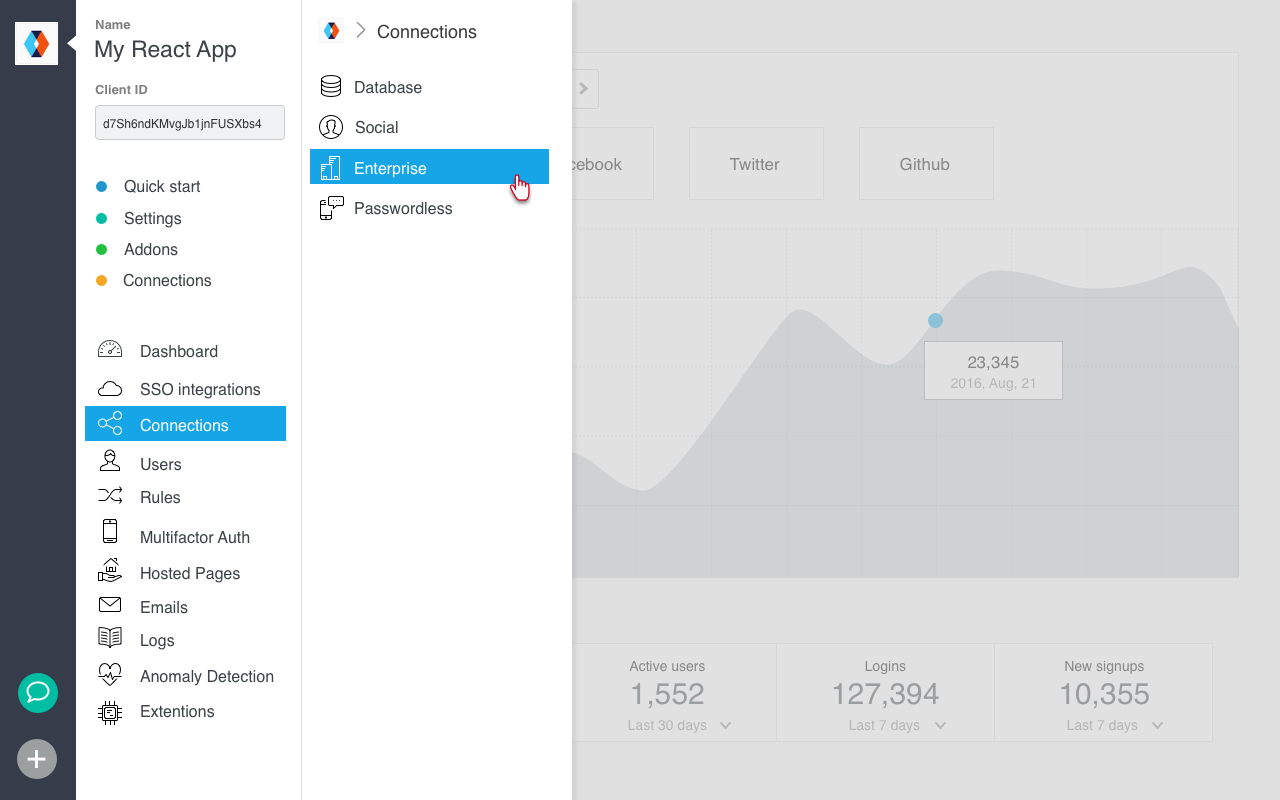 Name
My React App
Client ID
d7Sh6ndKMvgJb1jnFUSXbs4
Quick start
Settings
Addons
Connections
Dashboard
SSO integrations
Connections
Users
Rules
Multifactor Auth
Hosted Pages
Emails
Logs
Anomaly Detection
Extentions
Connections
Database
Social
Enterprise
Passwordless
cebook
Twitter
Github
23,345
2016, Aug, 21
Active users
1,552
Last 30 days
Logins
127,394
Last 7 days
New signups
10,355
Last 7 days